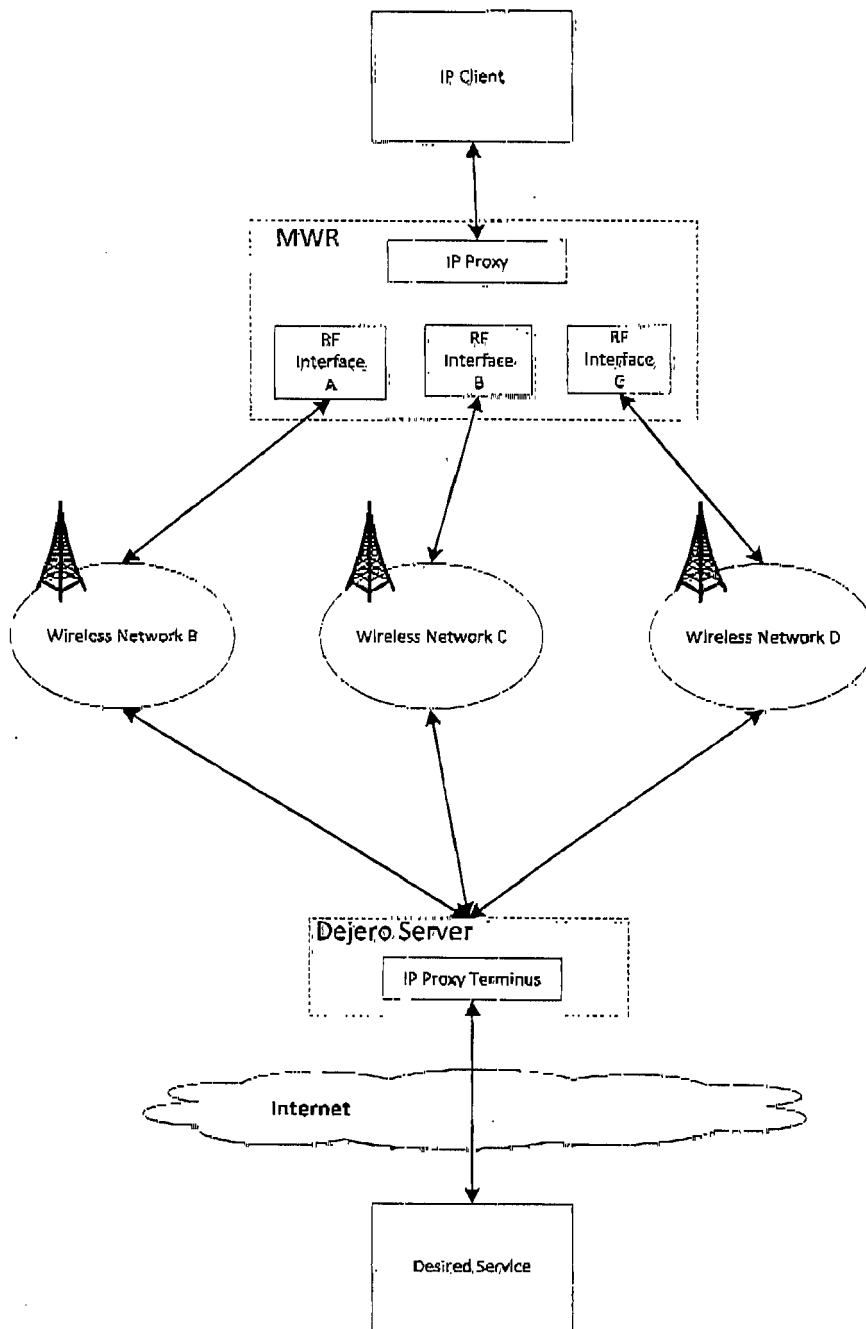 IP Client
MWR
IP Proxy
RF
Interface
A
RF
Interface
B
RF
Interface
C
Wireless Network B
Wireless Network C
Wireless Network D
Dejero Server
IP Proxy Terminus
Internet
Desired Service